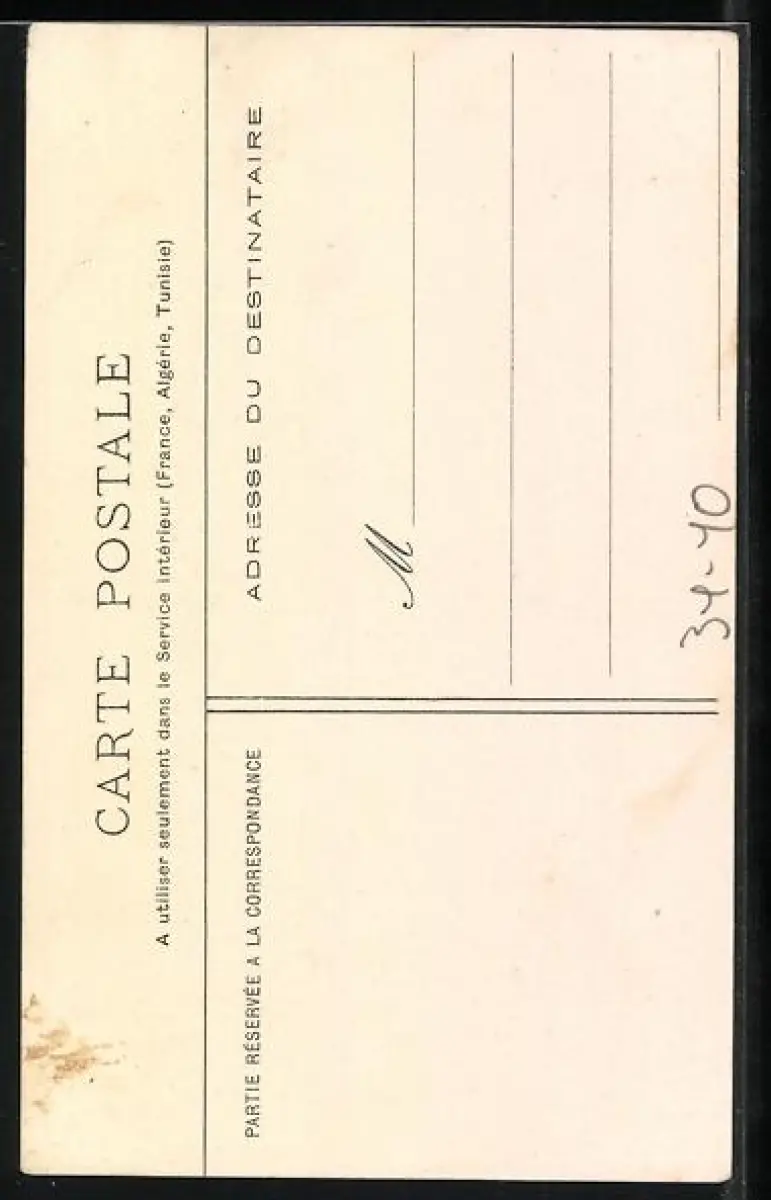 CARTE POSTALE
A utiliser seulement dans le Service intérieur (France, Algérie, Tunisie)
PARTIE RÉSERVÉE A LA CORRESPONDANCE
ADRESSE DU DESTINATAIRE
M
34-40